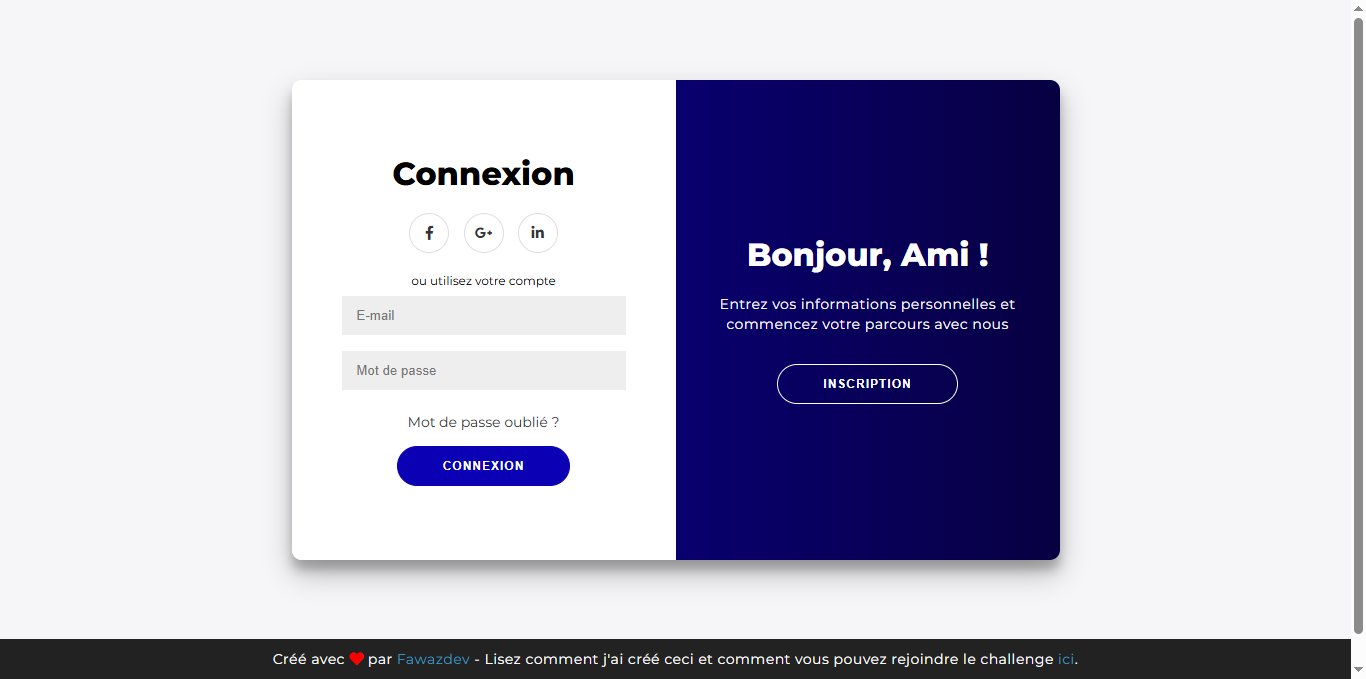 Connexion
G+
in
ou utilisez votre compte
E-mail
Mot de passe
Mot de passe oublié ?
CONNEXION
Bonjour, Ami !
Entrez vos informations personnelles et
commencez votre parcours avec nous
INSCRIPTION
Créé avec ❤ par Fawazdev - Lisez comment j'ai créé ceci et comment vous pouvez rejoindre le challenge ici.